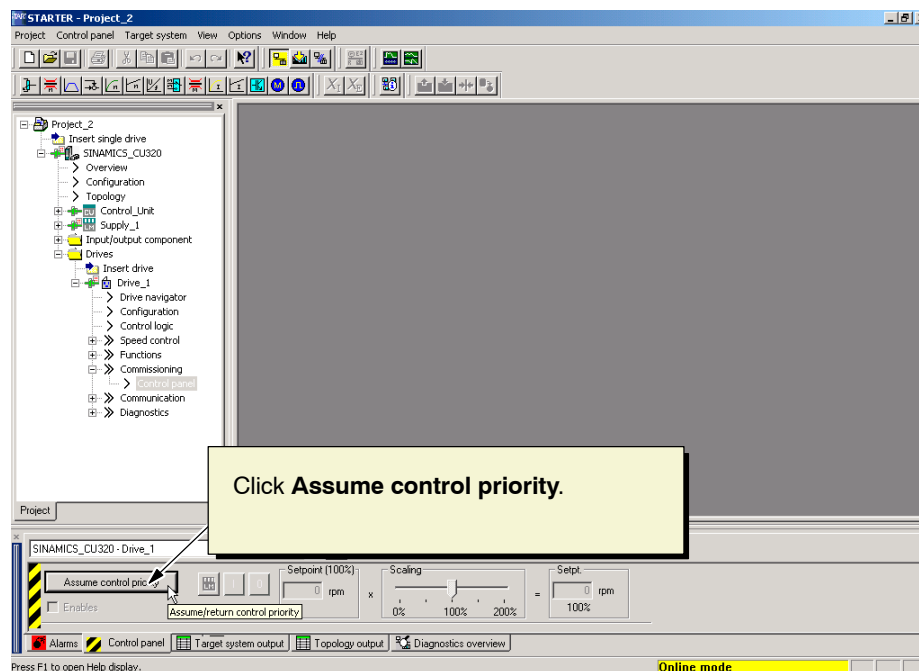 STARTER - Project_2
Project Control panel Target system View Options Window Help
Project_2
Insert single drive
SINAMICS_CU320
Overview
Configuration
Topology
Control_Unit
Supply_1
Input/output component
Drives
Insert drive
Drive_1
Drive navigator
Configuration
Control logic
Speed control
Functions
Commissioning
Control panel
Communication
Diagnostics
Click Assume control priority.
Project
SINAMICS_CU320 - Drive_1
Assume control
Enables
Assume/return control priority
Setpoint (100%)
0 rpm
x
Scaling
0% 100% 200%
=
Setpt.
0 rpm
100%
Alarms Control panel Target system output Topology output Diagnostics overview
Press F1 to open Help display. Online mode